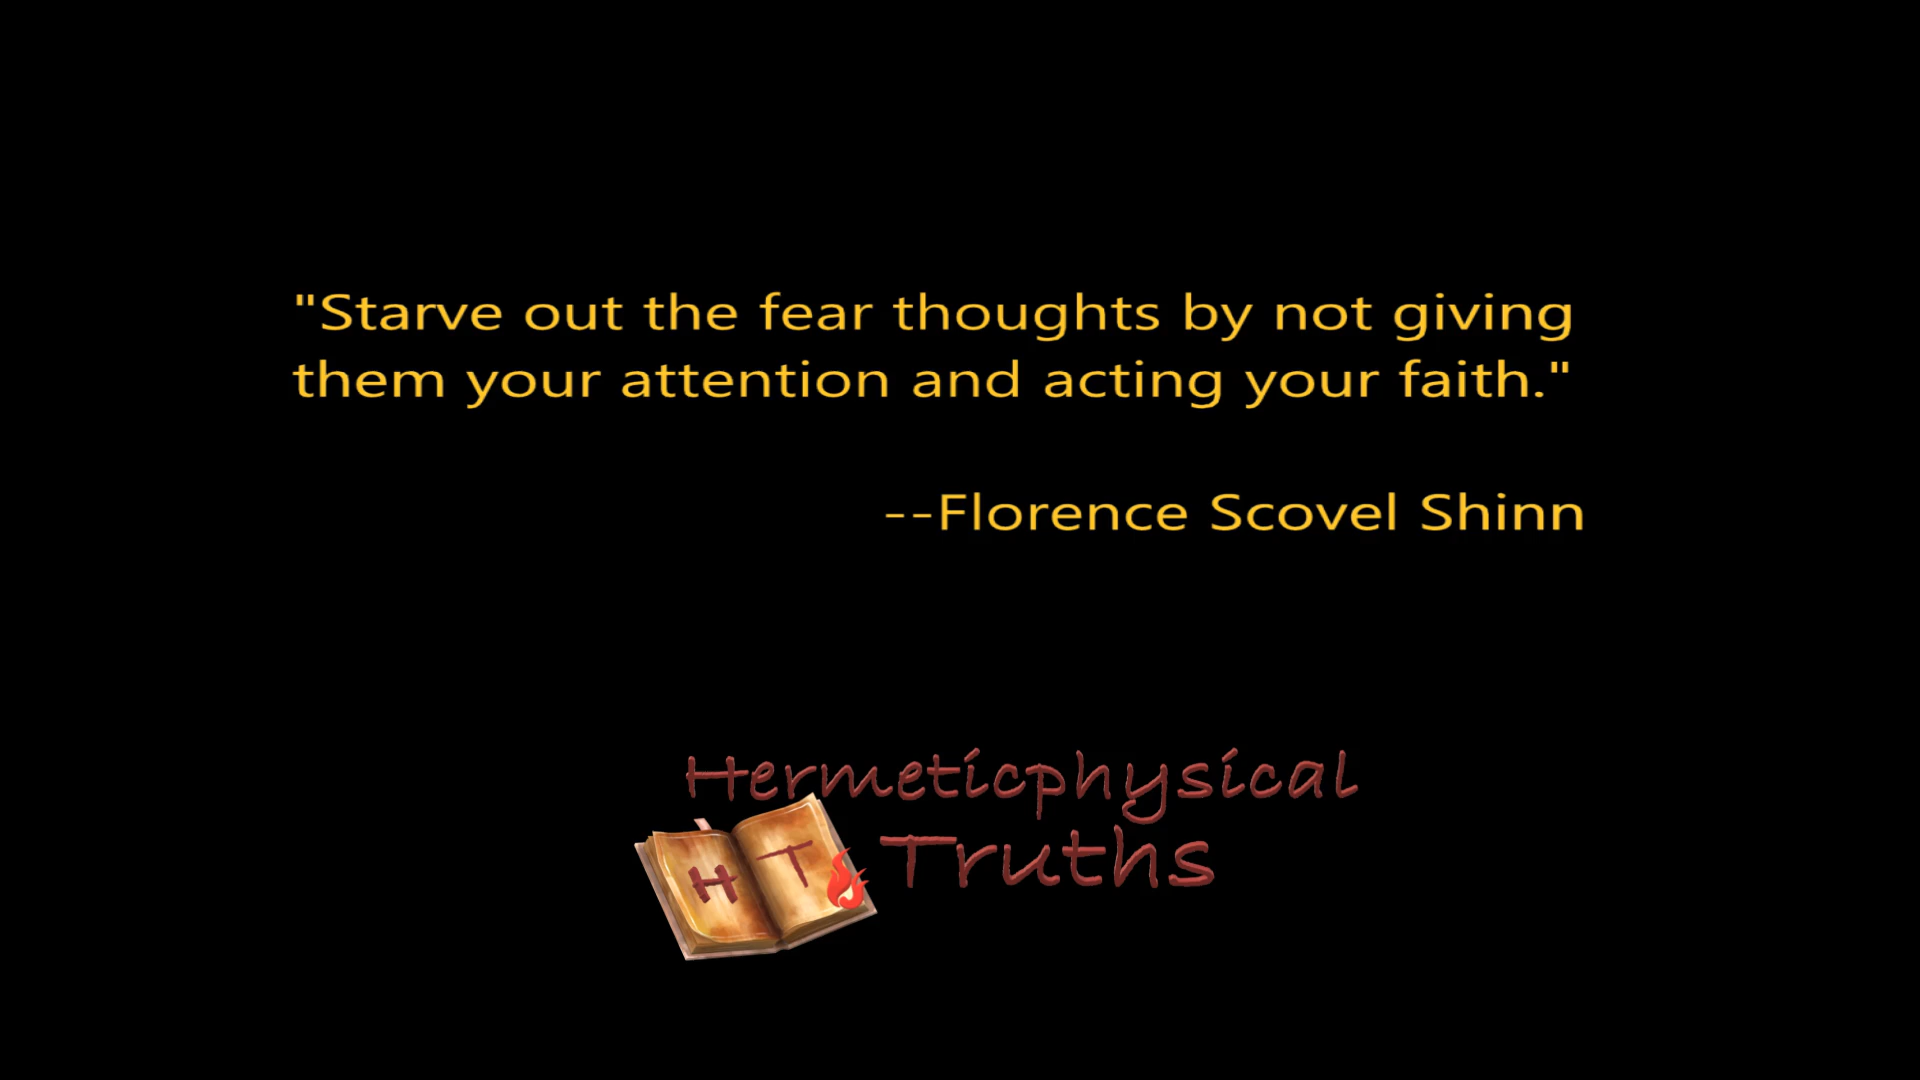 "Starve out the fear thoughts by not giving
them your attention and acting your faith."
--Florence Scovel Shinn
Hermeticphysical
Truths
H T